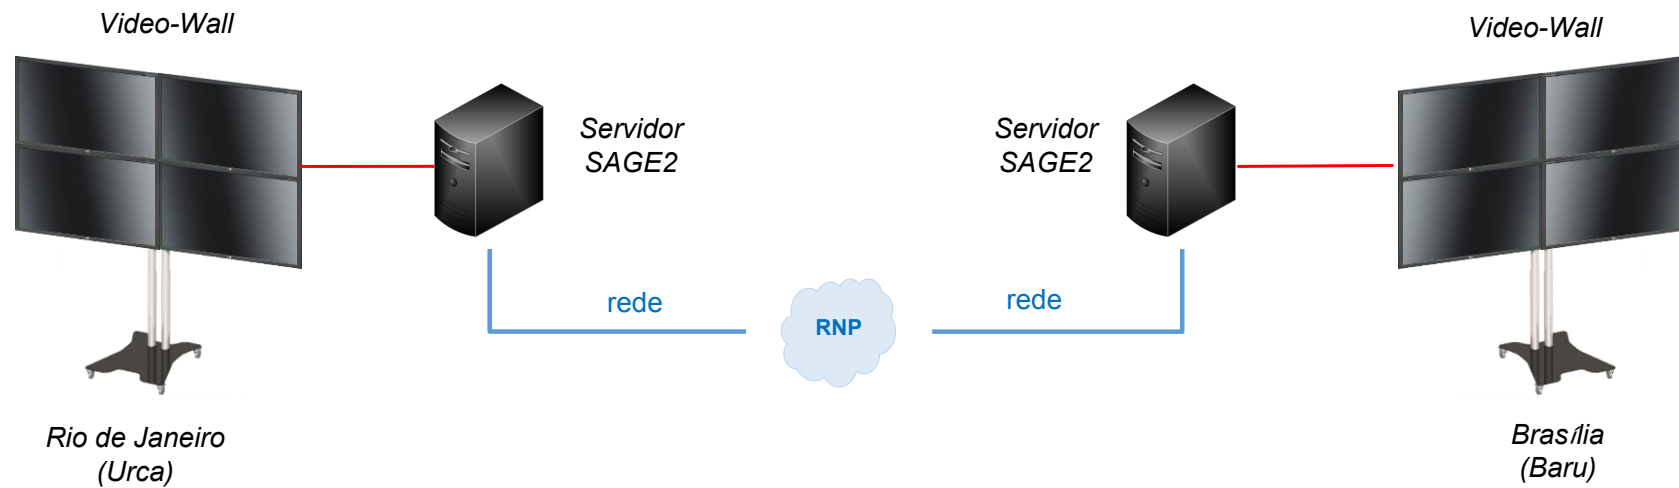 Video-Wall
Video-Wall
Servidor
SAGE2
Servidor
SAGE2
rede
RNP
rede
Rio de Janeiro
(Urca)
Brasília
(Baru)